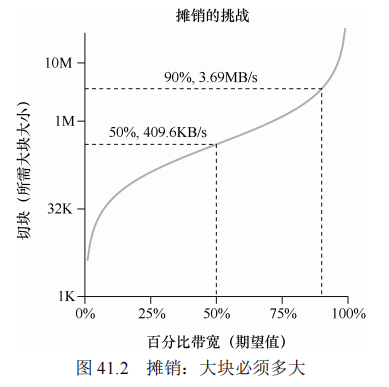 摊销的挑战
10M
90%, 3.69MB/s
1M
50%, 409.6KB/s
32K
1K
切块（所需大块大小）
0%
25%
50%
75%
100%
百分比带宽（期望值）
图 41.2 摊销：大块必须多大